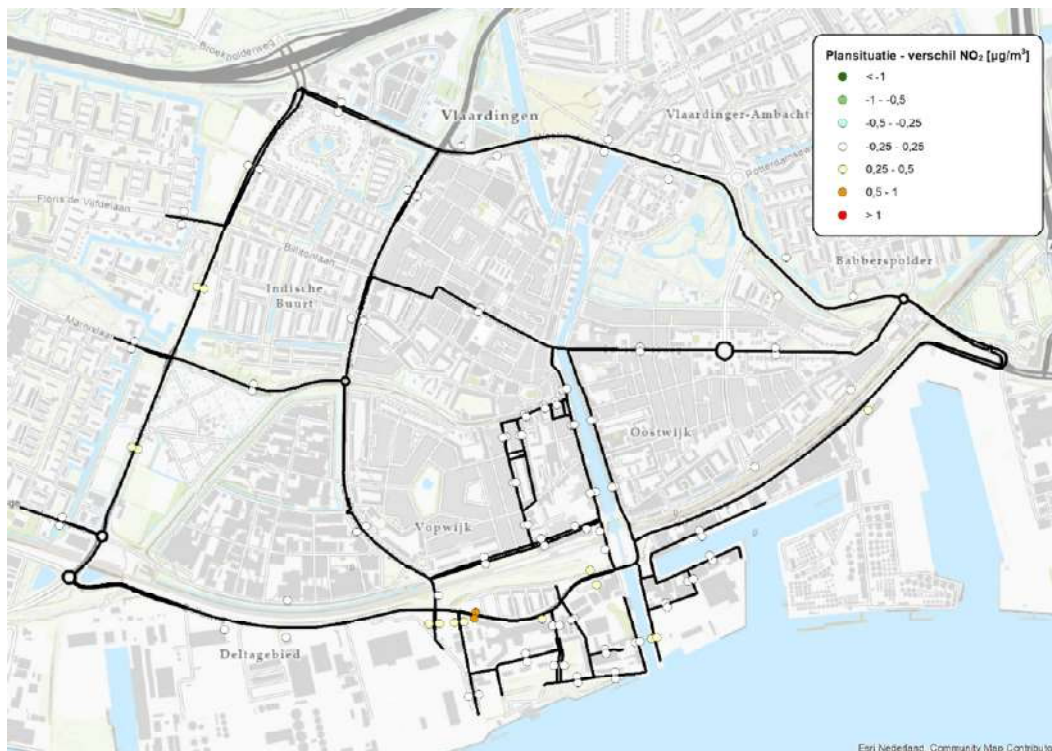 Broekpolderweg
Plansituatie - verschil NO₂ [µg/m³]
< -1
-1 - -0,5
-0,5 - -0,25
-0,25 - 0,25
0,25 - 0,5
0,5 - 1
> 1
Vlaardingen
Vlaardinger-Ambacht
Floris de Vijfdelaan
Billitonlaan
Babberspolder
Indische
Buurt
Marnixlaan
Oostwijk
Vopwijk
Deltagebied
Esri Nederland, Community Map Contribu